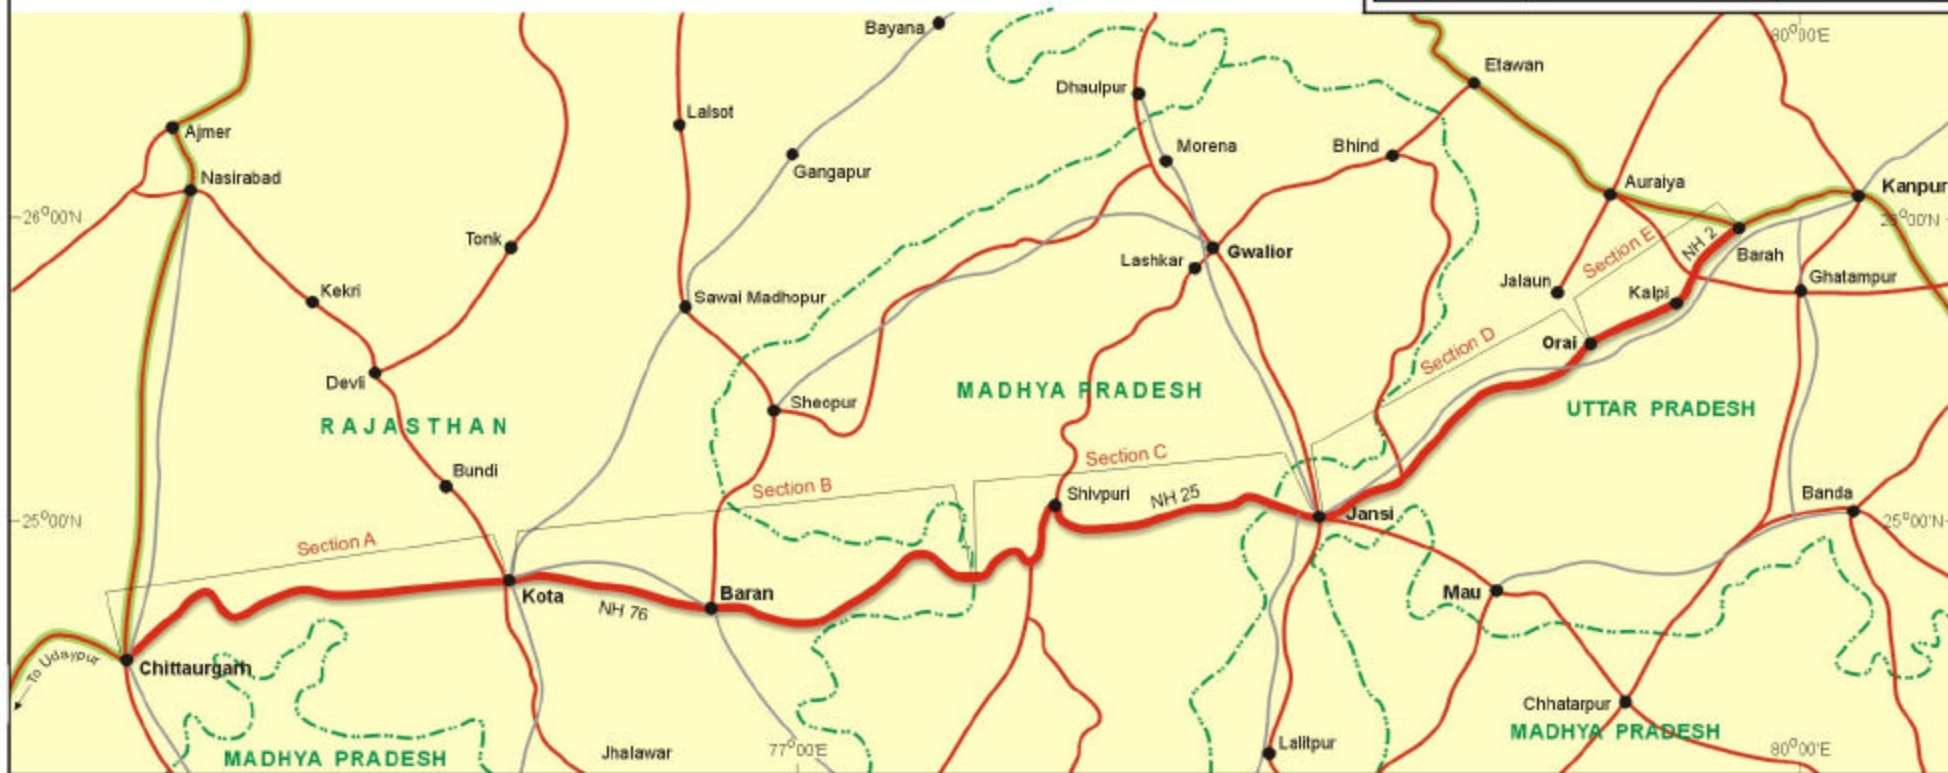 Bayana
80°00'E
Etawan
Dhaulpur
Lalsot
Ajmer
Morena
Bhind
Gangapur
Nasirabad
Auraiya
Kanpur
26°00'N
26°00'N
Tonk
Section E
NH 2
Gwalior
Lashkar
Barah
Kekri
Sawai Madhopur
Jalaun
Kalpi
Ghatampur
Orai
Section D
Devli
MADHYA PRADESH
Sheopur
UTTAR PRADESH
RAJASTHAN
Section C
Bundi
Section B
Shivpuri
NH 25
Banda
Jansi
25°00'N
25°00'N
Section A
Kota
Baran
Mau
NH 76
To Udaypur
Chittaurgarh
Chhatarpur
MADHYA PRADESH
Lalitpur
Jhalawar
77°00'E
80°00'E
MADHYA PRADESH